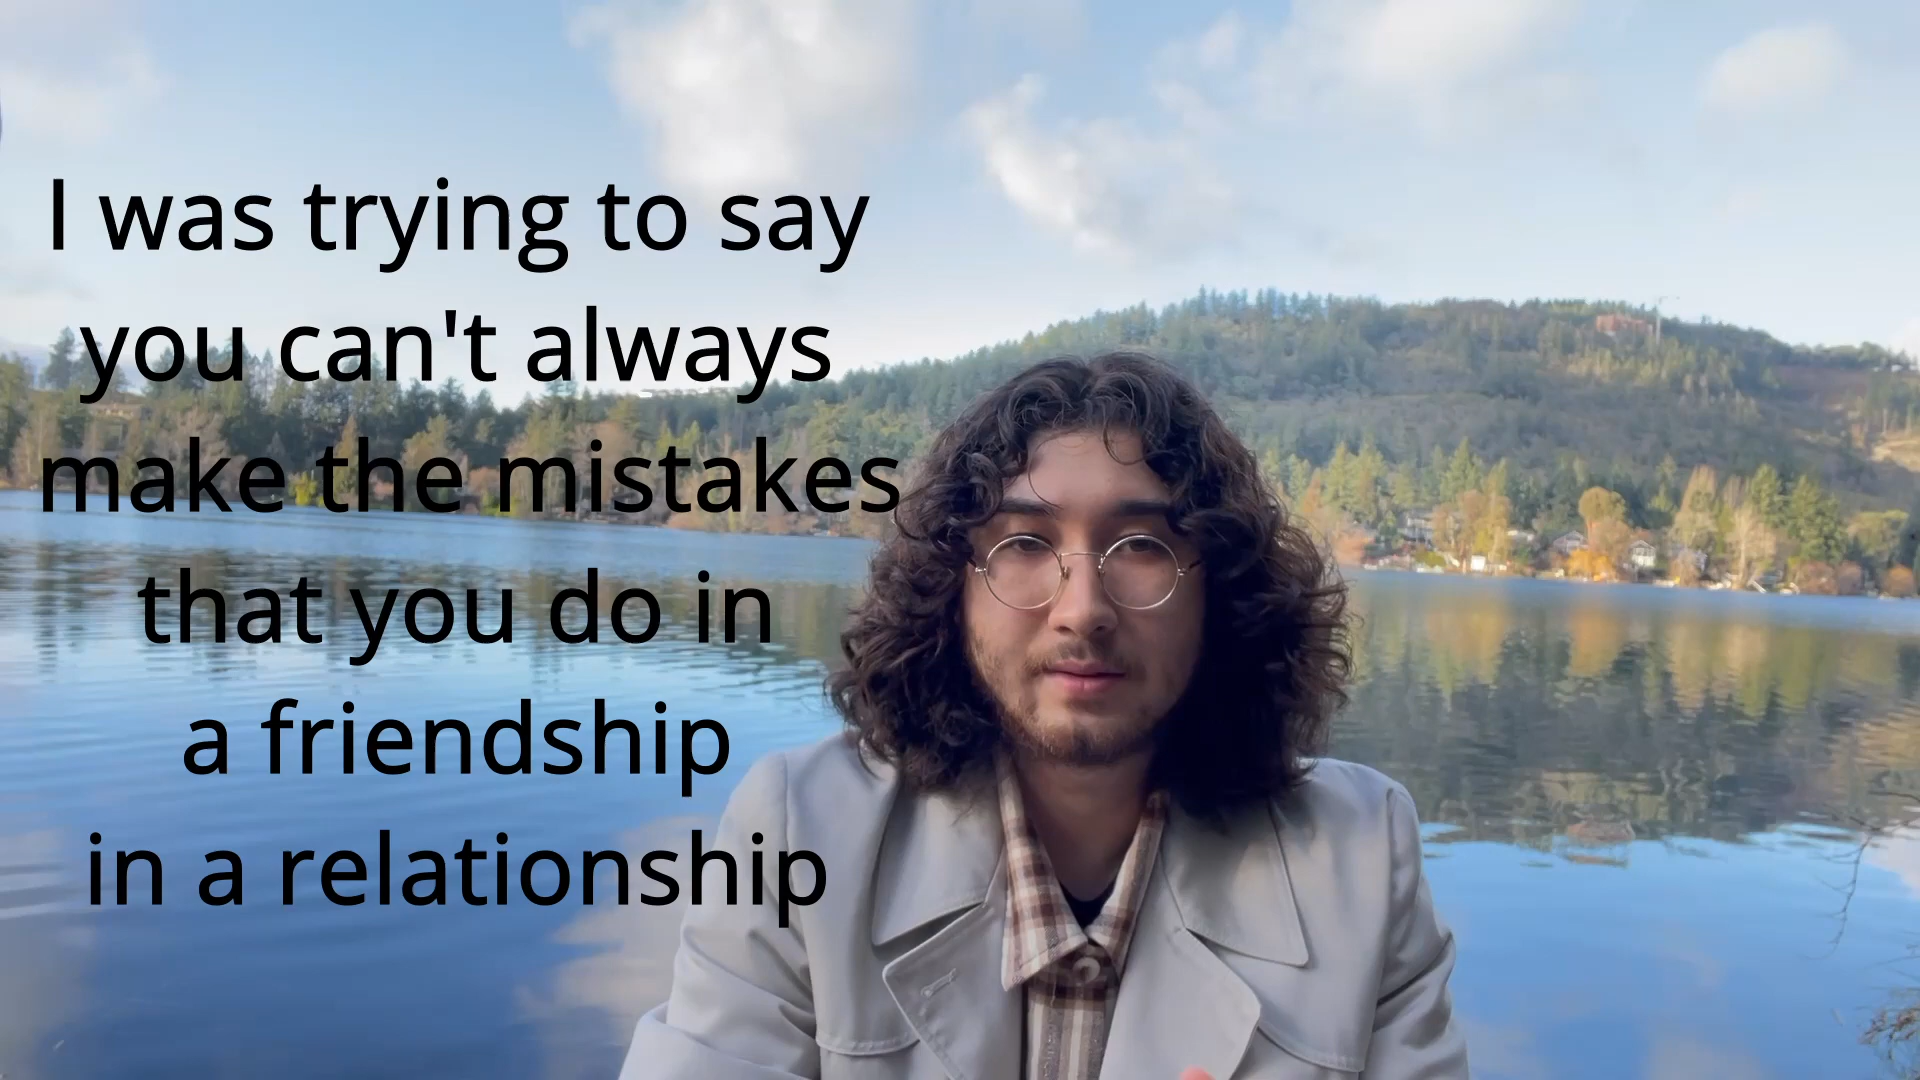 I was trying to say
you can't always
make the mistakes
that you do in
a friendship
in a relationship